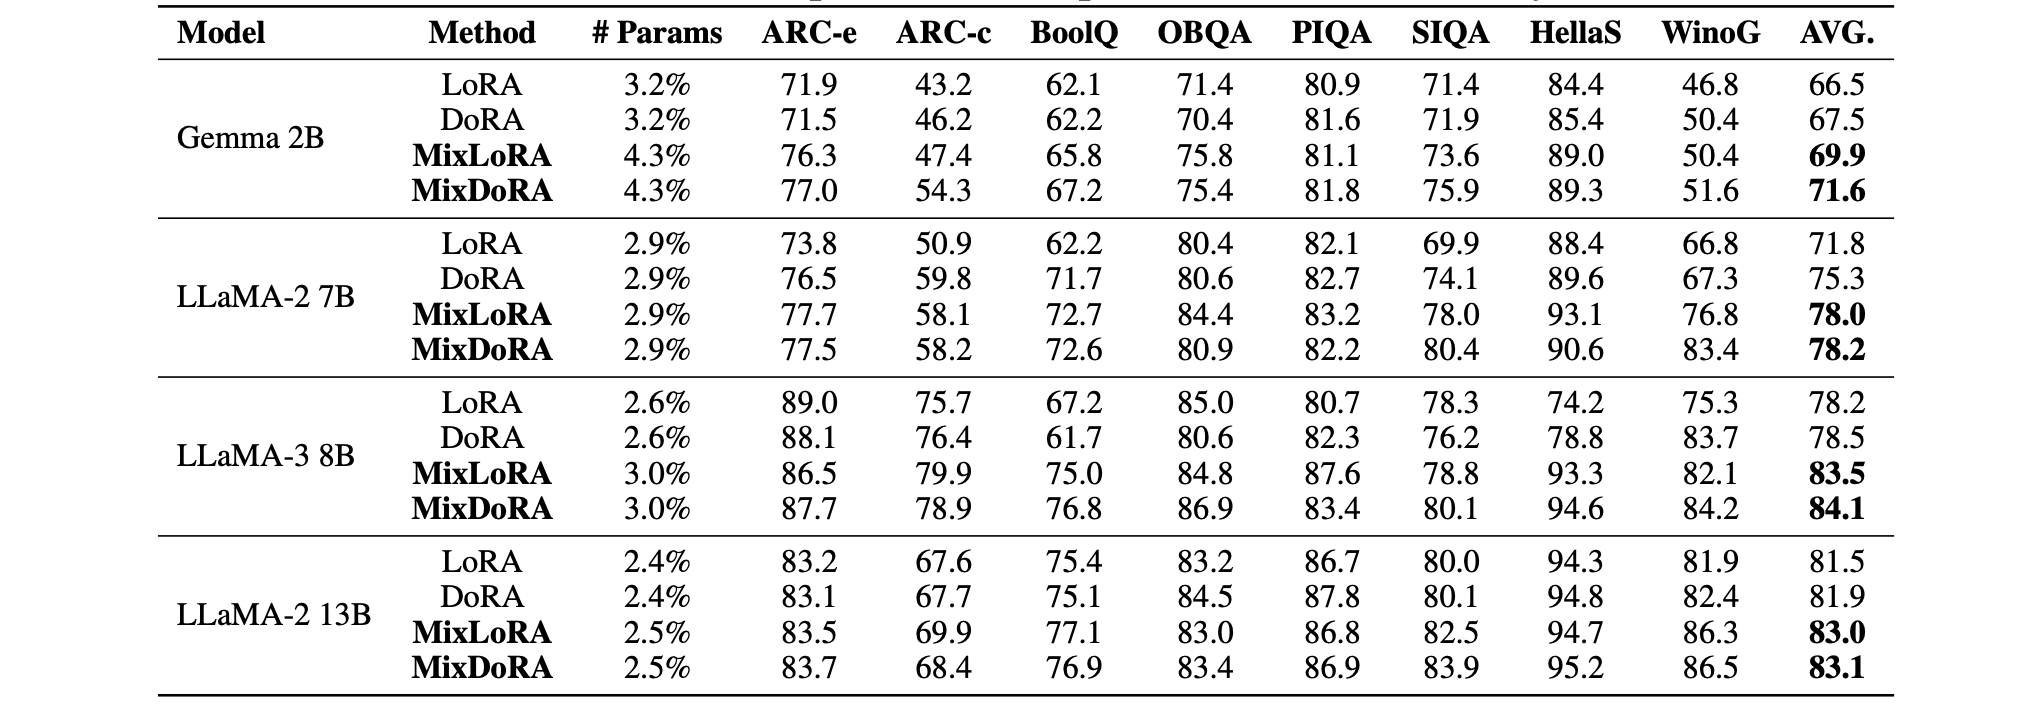 Model Method # Params ARC-e ARC-c BoolQ OBQA PIQA SIQA HellaS WinoG AVG.
Gemma 2B
LoRA 3.2% 71.9 43.2 62.1 71.4 80.9 71.4 84.4 46.8 66.5
DoRA 3.2% 71.5 46.2 62.2 70.4 81.6 71.9 85.4 50.4 67.5
MixLoRA 4.3% 76.3 47.4 65.8 75.8 81.1 73.6 89.0 50.4 69.9
MixDoRA 4.3% 77.0 54.3 67.2 75.4 81.8 75.9 89.3 51.6 71.6
LLaMA-2 7B
LoRA 2.9% 73.8 50.9 62.2 80.4 82.1 69.9 88.4 66.8 71.8
DoRA 2.9% 76.5 59.8 71.7 80.6 82.7 74.1 89.6 67.3 75.3
MixLoRA 2.9% 77.7 58.1 72.7 84.4 83.2 78.0 93.1 76.8 78.0
MixDoRA 2.9% 77.5 58.2 72.6 80.9 82.2 80.4 90.6 83.4 78.2
LLaMA-3 8B
LoRA 2.6% 89.0 75.7 67.2 85.0 80.7 78.3 74.2 75.3 78.2
DoRA 2.6% 88.1 76.4 61.7 80.6 82.3 76.2 78.8 83.7 78.5
MixLoRA 3.0% 86.5 79.9 75.0 84.8 87.6 78.8 93.3 82.1 83.5
MixDoRA 3.0% 87.7 78.9 76.8 86.9 83.4 80.1 94.6 84.2 84.1
LLaMA-2 13B
LoRA 2.4% 83.2 67.6 75.4 83.2 86.7 80.0 94.3 81.9 81.5
DoRA 2.4% 83.1 67.7 75.1 84.5 87.8 80.1 94.8 82.4 81.9
MixLoRA 2.5% 83.5 69.9 77.1 83.0 86.8 82.5 94.7 86.3 83.0
MixDoRA 2.5% 83.7 68.4 76.9 83.4 86.9 83.9 95.2 86.5 83.1